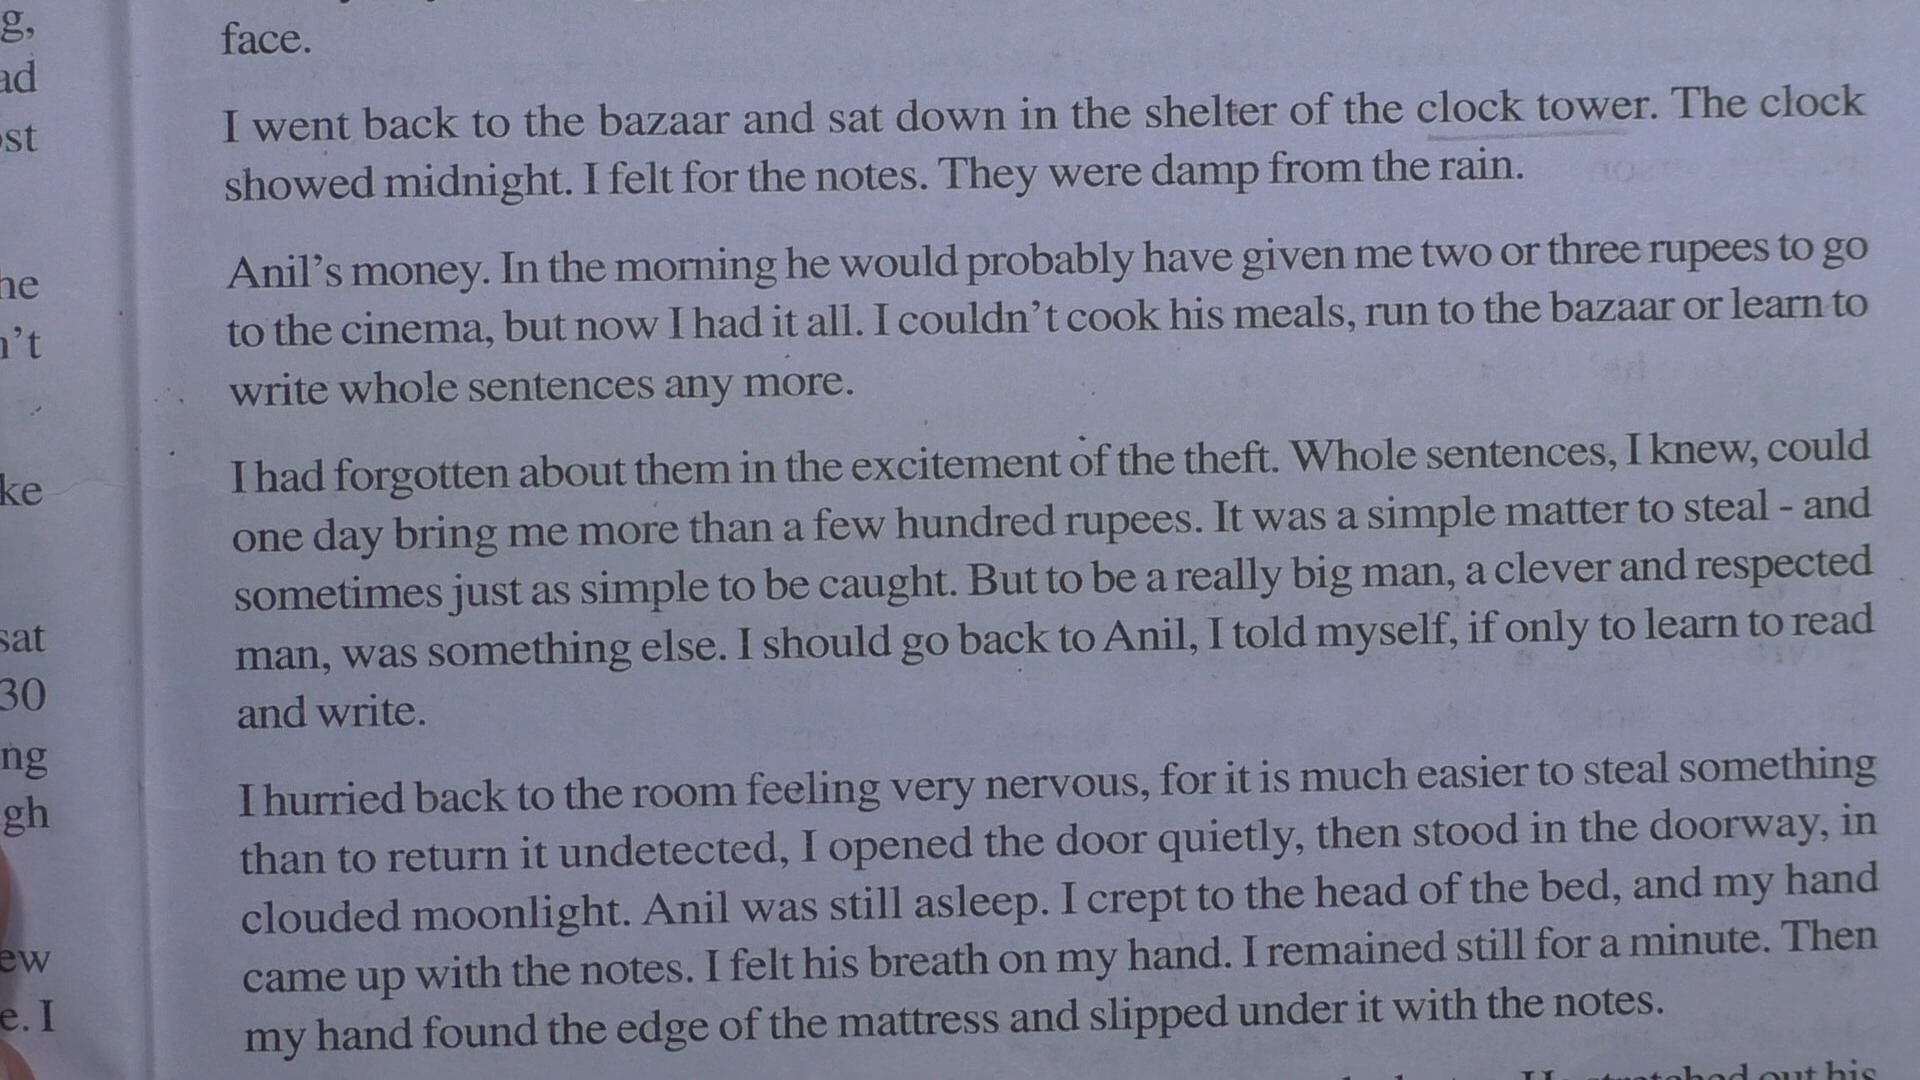 g,
ad
st
he
n't
ke
sat
30
ng
gh
ew
e. I
face.
I went back to the bazaar and sat down in the shelter of the clock tower. The clock
showed midnight. I felt for the notes. They were damp from the rain.
Anil's money. In the morning he would probably have given me two or three rupees to go
to the cinema, but now I had it all. I couldn't cook his meals, run to the bazaar or learn to
write whole sentences any more.
I had forgotten about them in the excitement of the theft. Whole sentences, I knew, could
one day bring me more than a few hundred rupees. It was a simple matter to steal - and
sometimes just as simple to be caught. But to be a really big man, a clever and respected
man, was something else. I should go back to Anil, I told myself, if only to learn to read
and write.
I hurried back to the room feeling very nervous, for it is much easier to steal something
than to return it undetected, I opened the door quietly, then stood in the doorway, in
clouded moonlight. Anil was still asleep. I crept to the head of the bed, and my hand
came up with the notes. I felt his breath on my hand. I remained still for a minute. Then
my hand found the edge of the mattress and slipped under it with the notes.
out his